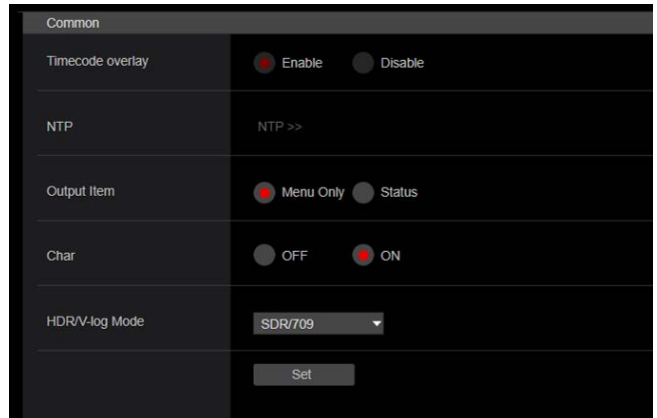 Common
Timecode overlay Enable Disable
NTP NTP >>
Output Item Menu Only Status
Char OFF ON
HDR/V-log Mode SDR/709
Set